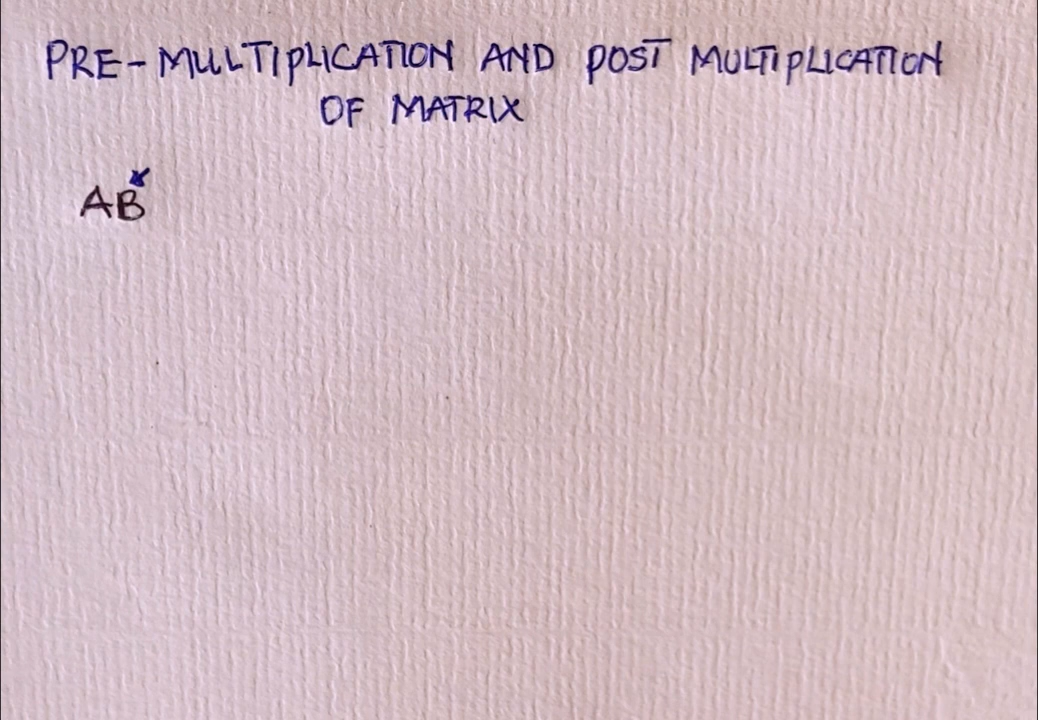 PRE-MULTIPLICATION AND POST MULTIPLICATION
OF MATRIX
AB